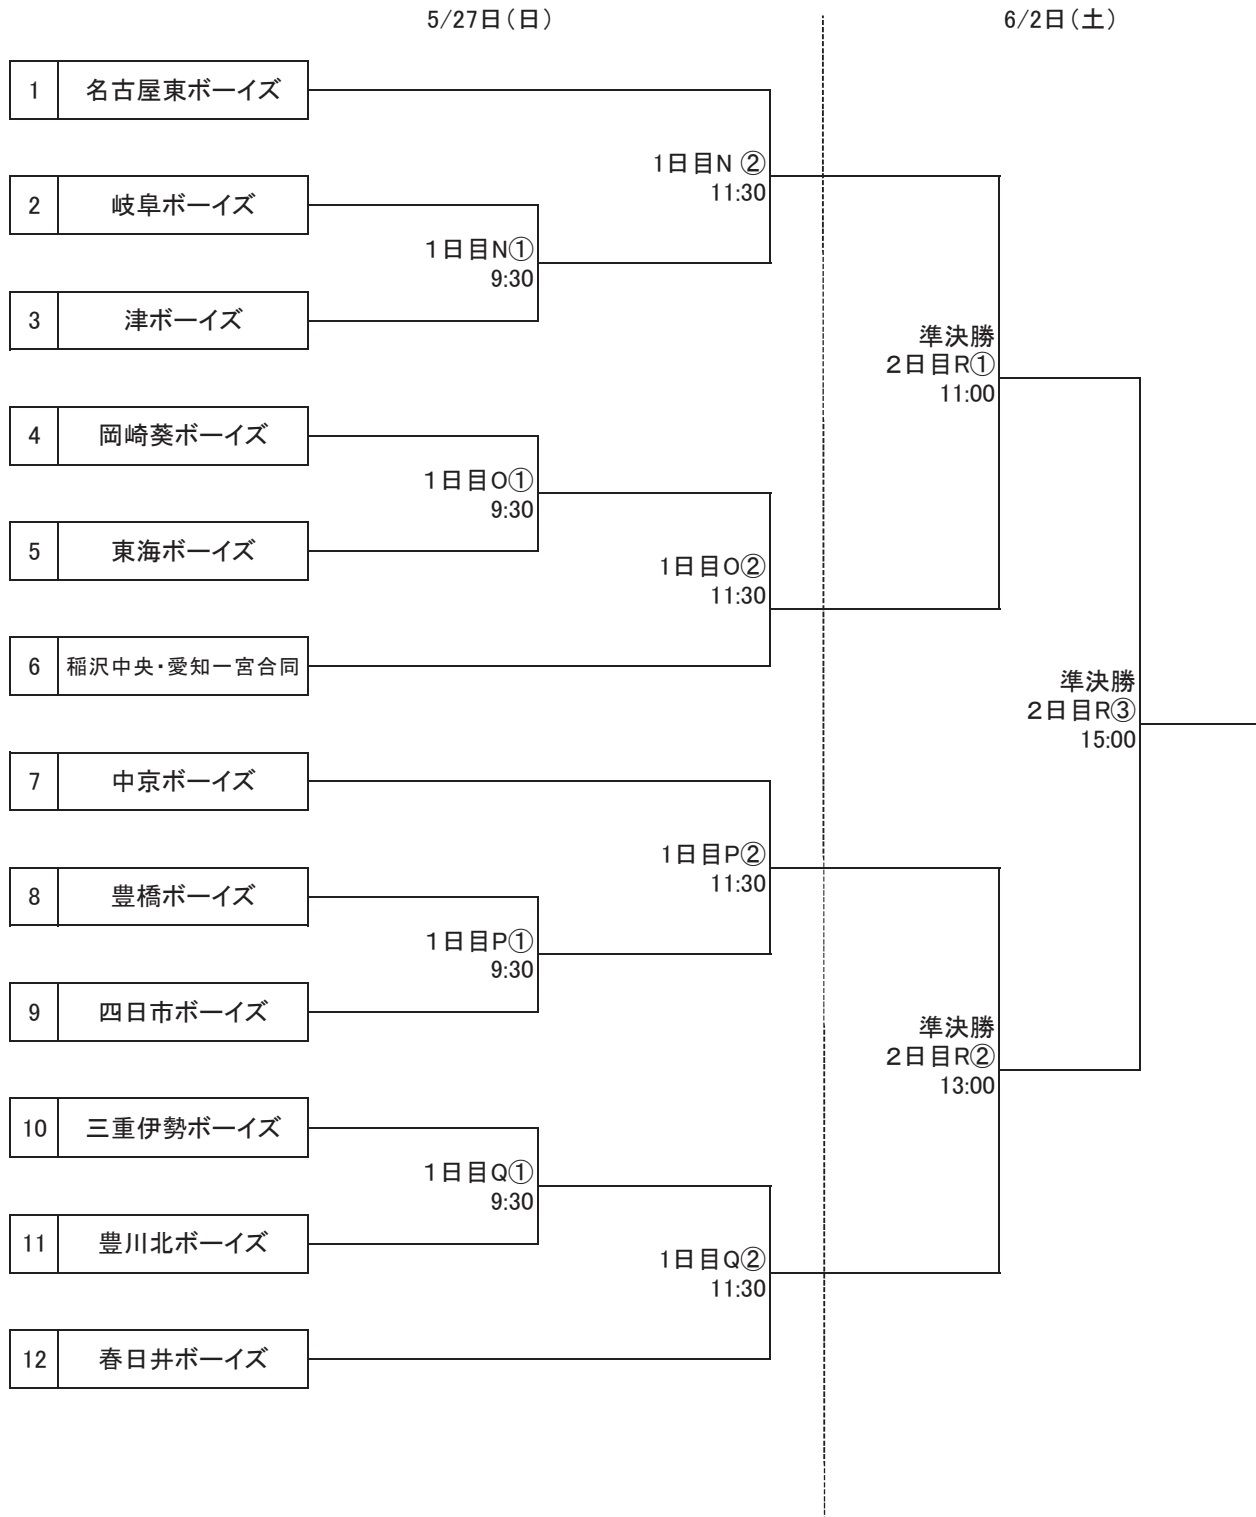 5/27日(日)
6/2日(土)
1 名古屋東ボーイズ
1日目N ②
11:30
2 岐阜ボーイズ
1日目N①
9:30
3 津ボーイズ
準決勝
2日目R①
11:00
4 岡崎葵ボーイズ
1日目O①
9:30
5 東海ボーイズ
1日目O②
11:30
6 稲沢中央・愛知一宮合同
準決勝
2日目R③
15:00
7 中京ボーイズ
1日目P②
11:30
8 豊橋ボーイズ
1日目P①
9:30
9 四日市ボーイズ
準決勝
2日目R②
13:00
10 三重伊勢ボーイズ
1日目Q①
9:30
11 豊川北ボーイズ
1日目Q②
11:30
12 春日井ボーイズ